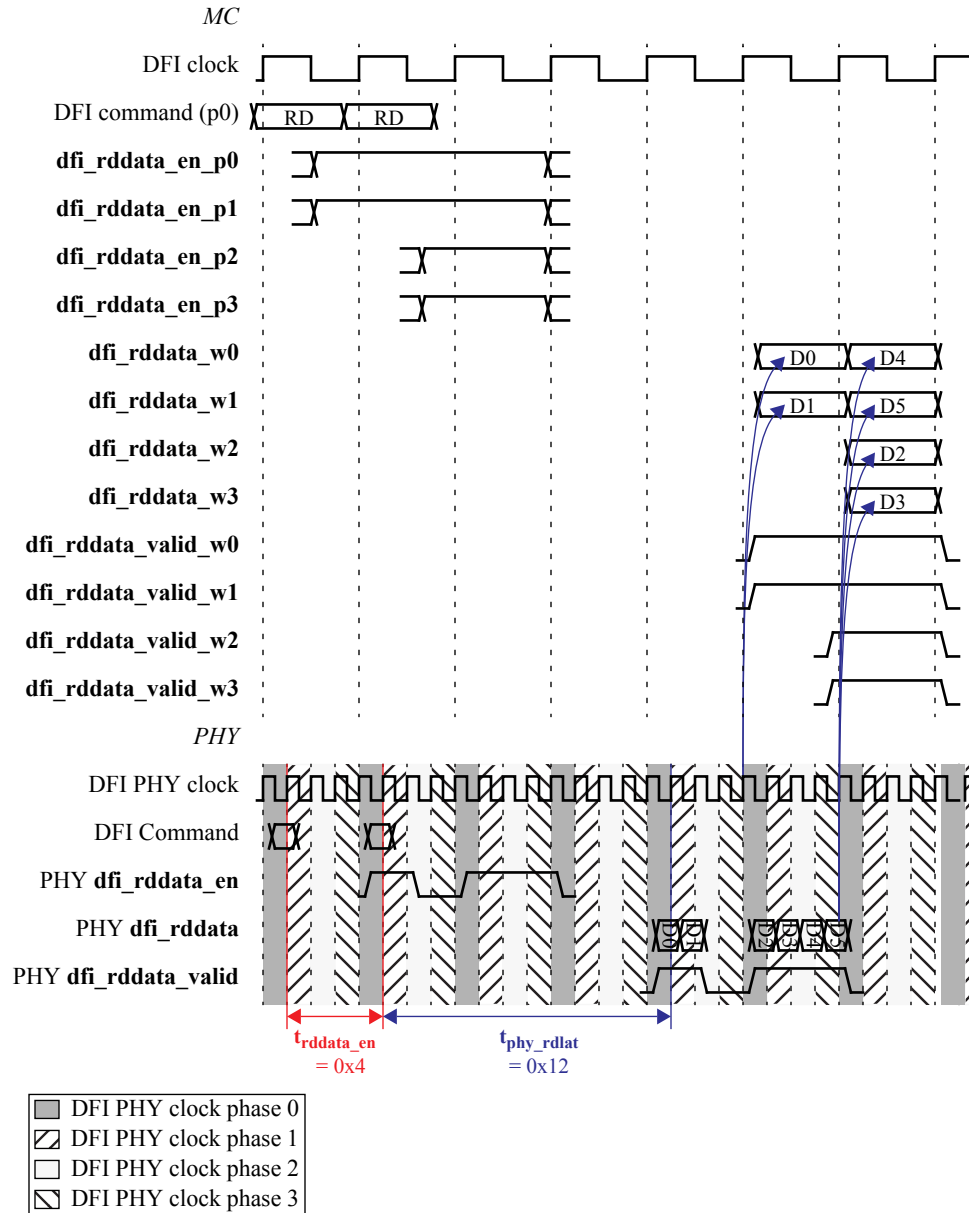 MC
DFI clock
DFI command (p0)
RD
RD
dfi_rddata_en_p0
dfi_rddata_en_p1
dfi_rddata_en_p2
dfi_rddata_en_p3
dfi_rddata_w0
D0
D4
dfi_rddata_w1
D1
D5
dfi_rddata_w2
D2
dfi_rddata_w3
D3
dfi_rddata_valid_w0
dfi_rddata_valid_w1
dfi_rddata_valid_w2
dfi_rddata_valid_w3
PHY
DFI PHY clock
DFI Command
PHY dfi_rddata_en
PHY dfi_rddata
D0
D1
D2
D3
D4
D5
PHY dfi_rddata_valid
trddata_en
= 0x4
tphy_rdlat
= 0x12
DFI PHY clock phase 0
DFI PHY clock phase 1
DFI PHY clock phase 2
DFI PHY clock phase 3